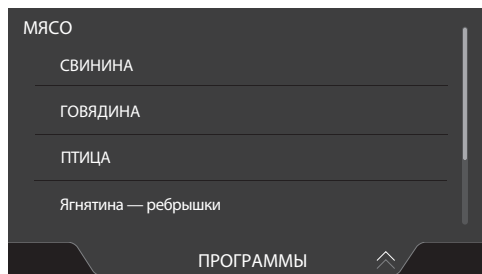 МЯСО
СВИНИНА
ГОВЯДИНА
ПТИЦА
Ягнятина — ребрышки
ПРОГРАММЫ